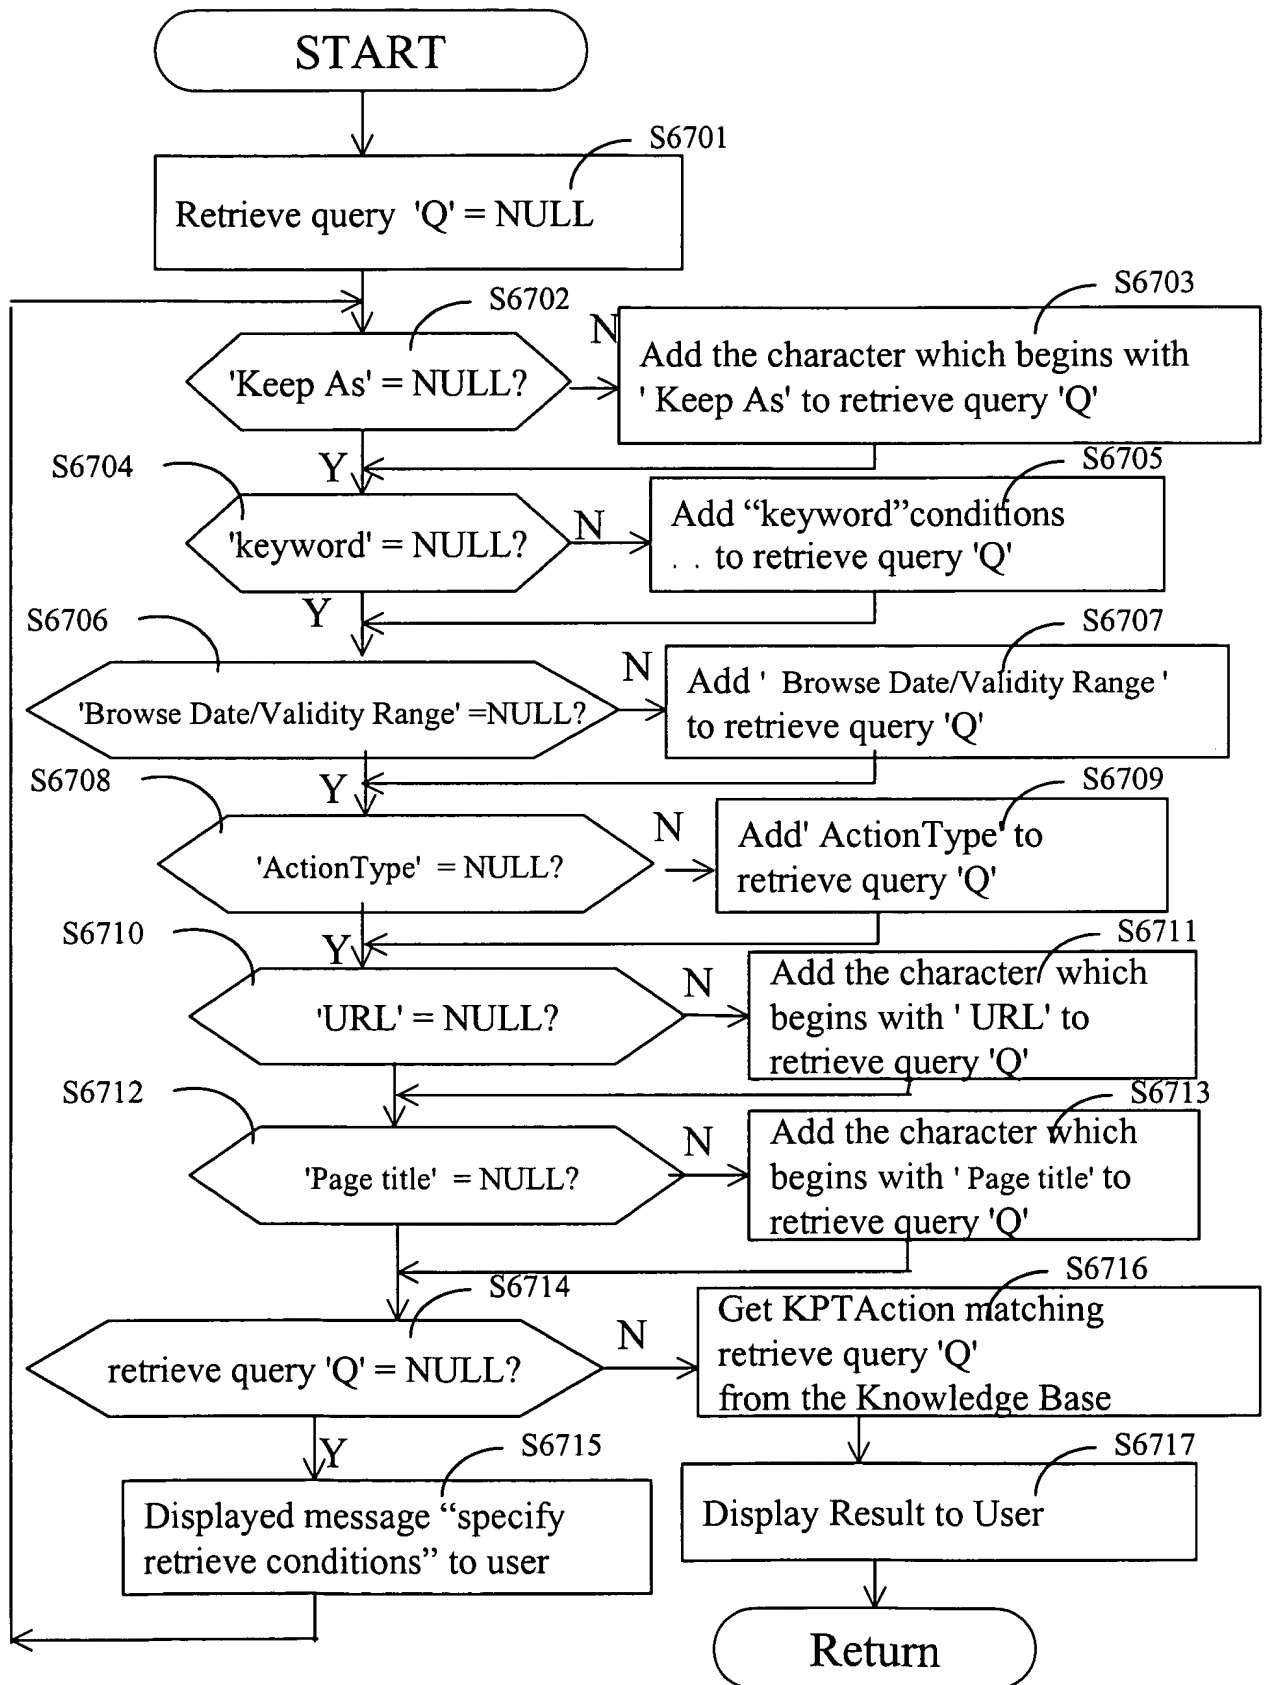 START
S6701
Retrieve query 'Q' = NULL
S6702
S6703
N
'Keep As' = NULL?
Add the character which begins with
' Keep As' to retrieve query 'Q'
S6704
Y
S6705
'keyword' = NULL?
N
Add “keyword”conditions
. . to retrieve query 'Q'
S6706
Y
S6707
'Browse Date/Validity Range' =NULL?
N
Add ' Browse Date/Validity Range '
to retrieve query 'Q'
S6708
Y
S6709
'ActionType' = NULL?
N
Add' ActionType' to
retrieve query 'Q'
S6710
Y
S6711
'URL' = NULL?
N
Add the character which
begins with ' URL' to
retrieve query 'Q'
S6712
S6713
'Page title' = NULL?
N
Add the character which
begins with ' Page title' to
retrieve query 'Q'
S6714
S6716
retrieve query 'Q' = NULL?
N
Get KPTAction matching
retrieve query 'Q'
from the Knowledge Base
Y
S6715
S6717
Displayed message “specify
retrieve conditions” to user
Display Result to User
Return